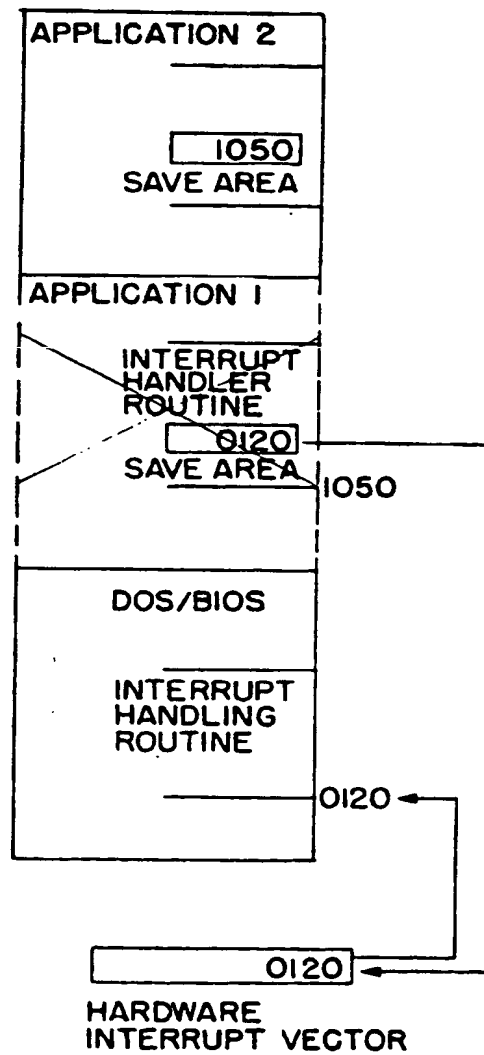 APPLICATION 2
1050
SAVE AREA
APPLICATION 1
INTERRUPT
HANDLER
ROUTINE
0120
SAVE AREA
1050
DOS/BIOS
INTERRUPT
HANDLING
ROUTINE
0120
0120
HARDWARE
INTERRUPT VECTOR